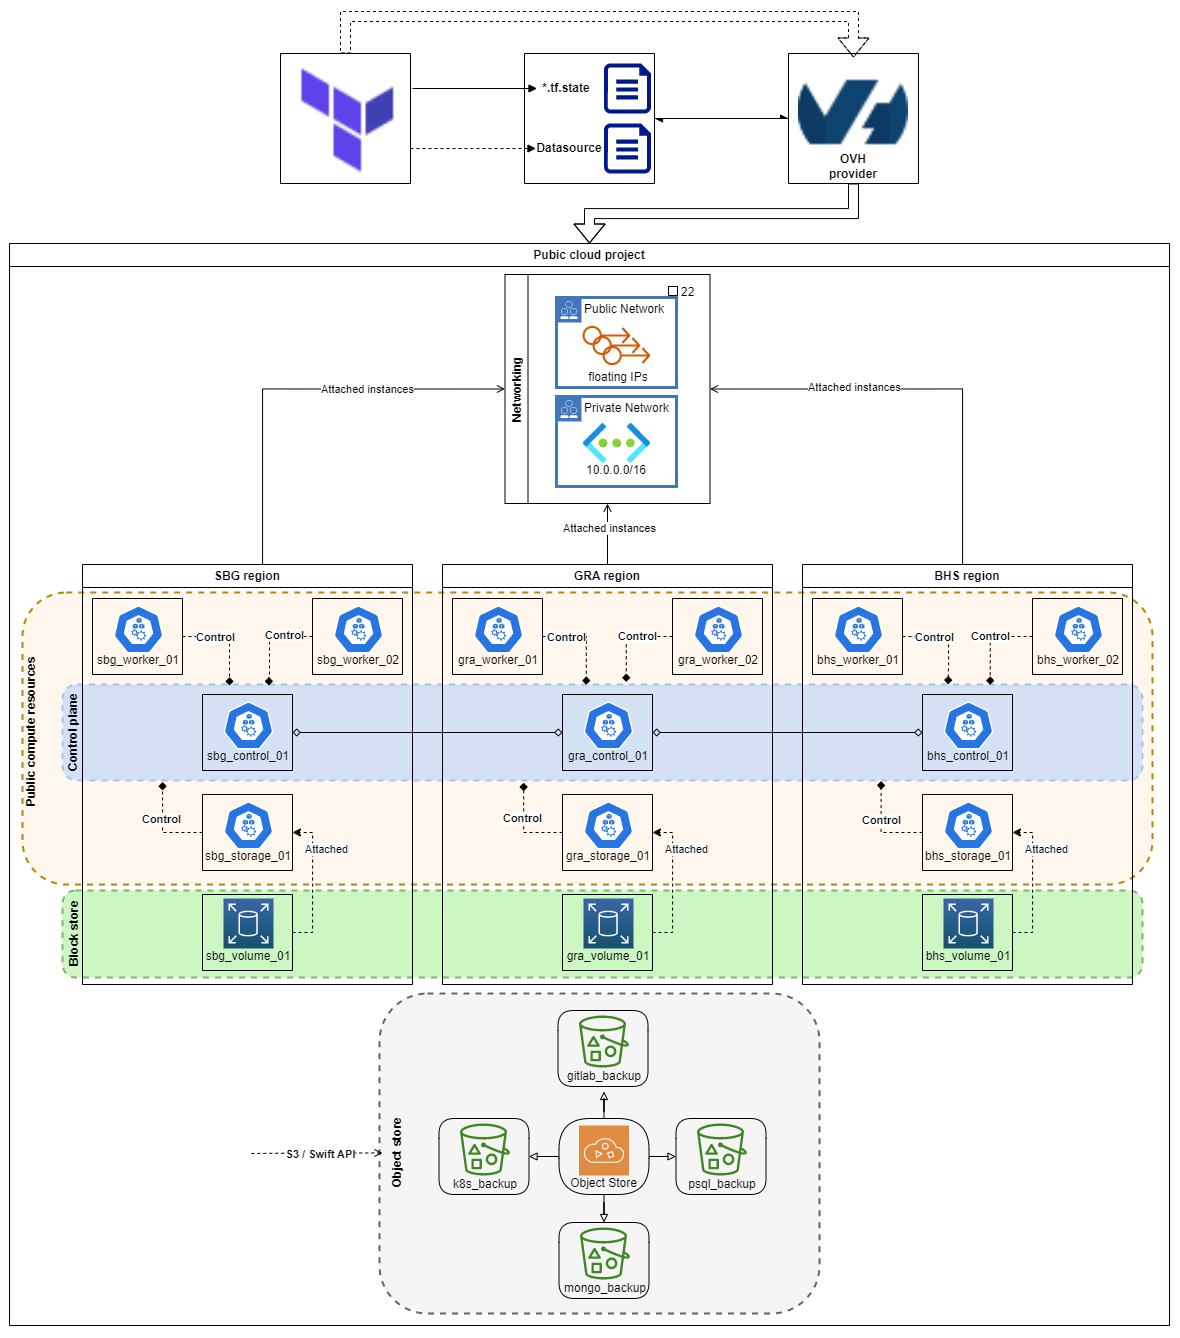 *.tf.state
Datasource
OVH
provider
Pubic cloud project
Networking
22
Public Network
floating IPs
Private Network
10.0.0.0/16
Attached instances
Attached instances
Attached instances
SBG region
GRA region
BHS region
Public compute resources
sbg_worker_01
Control
Control
sbg_worker_02
gra_worker_01
Control
Control
gra_worker_02
bhs_worker_01
Control
Control
bhs_worker_02
Control plane
sbg_control_01
gra_control_01
bhs_control_01
Control
sbg_storage_01
Attached
Control
gra_storage_01
Attached
Control
bhs_storage_01
Attached
Block store
sbg_volume_01
gra_volume_01
bhs_volume_01
Object store
gitlab_backup
S3 / Swift API
k8s_backup
Object Store
psql_backup
mongo_backup